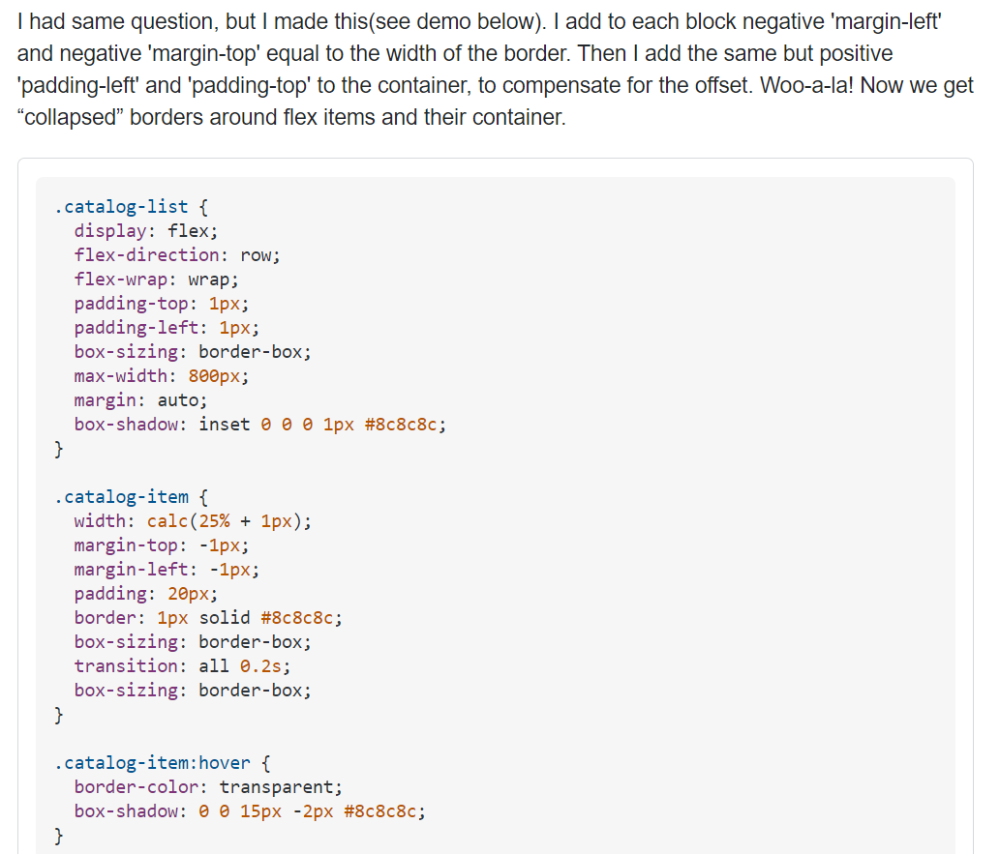 I had same question, but I made this(see demo below). I add to each block negative 'margin-left'
and negative 'margin-top' equal to the width of the border. Then I add the same but positive
'padding-left' and 'padding-top' to the container, to compensate for the offset. Woo-a-la! Now we get
“collapsed” borders around flex items and their container.
.catalog-list {
  display: flex;
  flex-direction: row;
  flex-wrap: wrap;
  padding-top: 1px;
  padding-left: 1px;
  box-sizing: border-box;
  max-width: 800px;
  margin: auto;
  box-shadow: inset 0 0 0 1px #8c8c8c;
}

.catalog-item {
  width: calc(25% + 1px);
  margin-top: -1px;
  margin-left: -1px;
  padding: 20px;
  border: 1px solid #8c8c8c;
  box-sizing: border-box;
  transition: all 0.2s;
  box-sizing: border-box;
}

.catalog-item:hover {
  border-color: transparent;
  box-shadow: 0 0 15px -2px #8c8c8c;
}